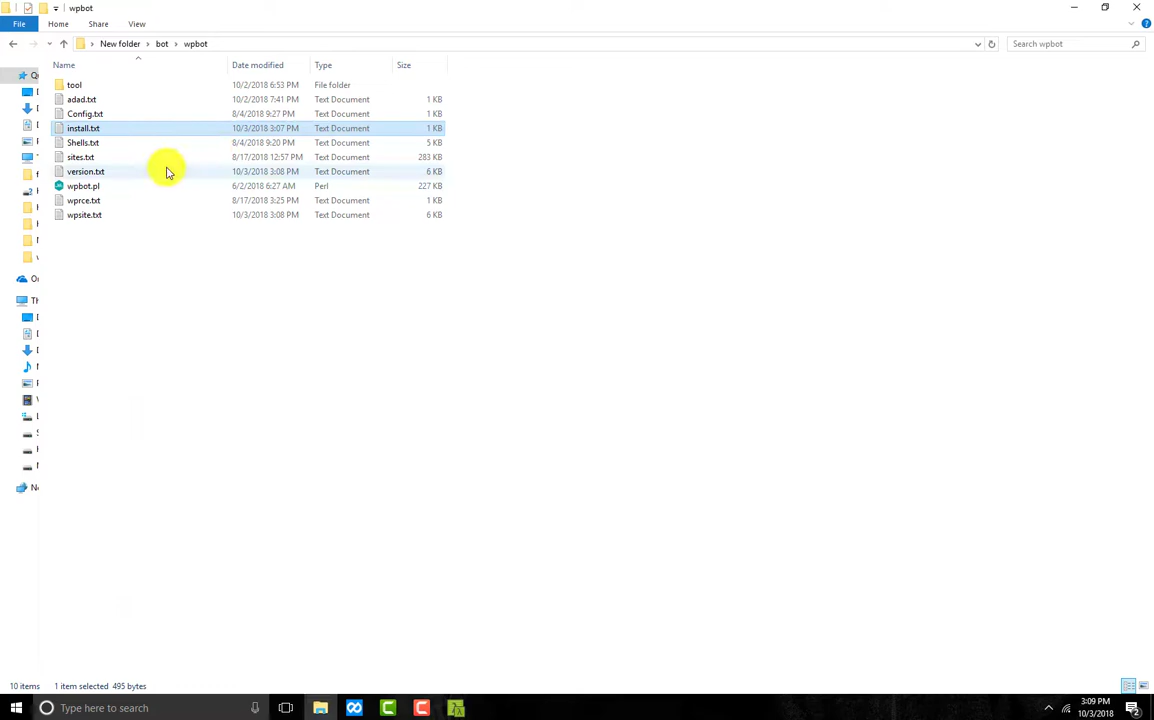 wpbot
File Home Share View
New folder bot wpbot
Search wpbot
Name Date modified Type Size
tool 10/2/2018 6:53 PM File folder
adad.txt 10/2/2018 7:41 PM Text Document 1 KB
Config.txt 8/4/2018 9:27 PM Text Document 1 KB
install.txt 10/3/2018 3:07 PM Text Document 1 KB
Shells.txt 8/4/2018 9:20 PM Text Document 5 KB
sites.txt 8/17/2018 12:57 PM Text Document 283 KB
version.txt 10/3/2018 3:08 PM Text Document 6 KB
wpbot.pl 6/2/2018 6:27 AM Perl 227 KB
wprce.txt 8/17/2018 3:25 PM Text Document 1 KB
wpsite.txt 10/3/2018 3:08 PM Text Document 6 KB
10 items 1 item selected 495 bytes
Type here to search
3:09 PM
10/3/2018